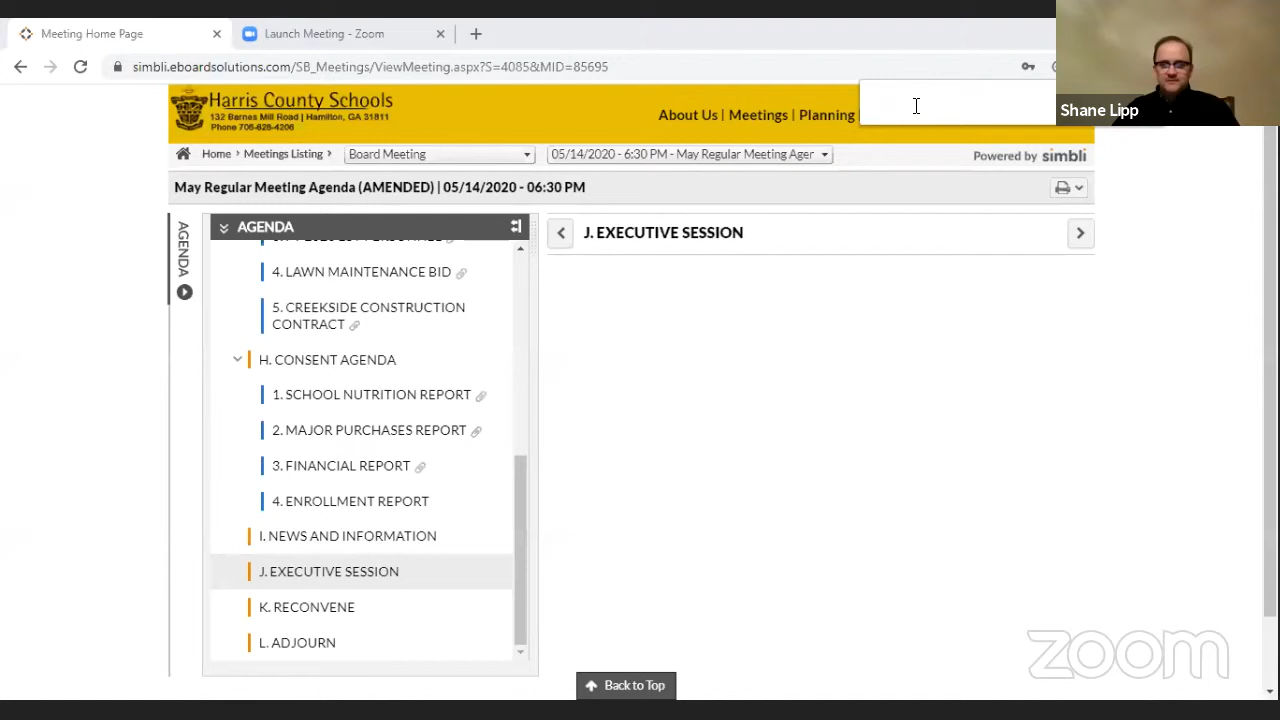 Meeting Home Page
Launch Meeting - Zoom
simbli.eboardsolutions.com/SB_Meetings/ViewMeeting.aspx?S=4085&MID=85695
Shane Lipp
Harris County Schools
132 Barnes Mill Road | Hamilton, GA 31811
Phone 706-628-4206
About Us | Meetings | Planning
Home › Meetings Listing ›
Board Meeting
05/14/2020 - 6:30 PM - May Regular Meeting Ager
Powered by simbli
May Regular Meeting Agenda (AMENDED) | 05/14/2020 - 06:30 PM
AGENDA
AGENDA
4. LAWN MAINTENANCE BID
5. CREEKSIDE CONSTRUCTION
CONTRACT
H. CONSENT AGENDA
1. SCHOOL NUTRITION REPORT
2. MAJOR PURCHASES REPORT
3. FINANCIAL REPORT
4. ENROLLMENT REPORT
I. NEWS AND INFORMATION
J. EXECUTIVE SESSION
K. RECONVENE
L. ADJOURN
J. EXECUTIVE SESSION
Back to Top
zoom